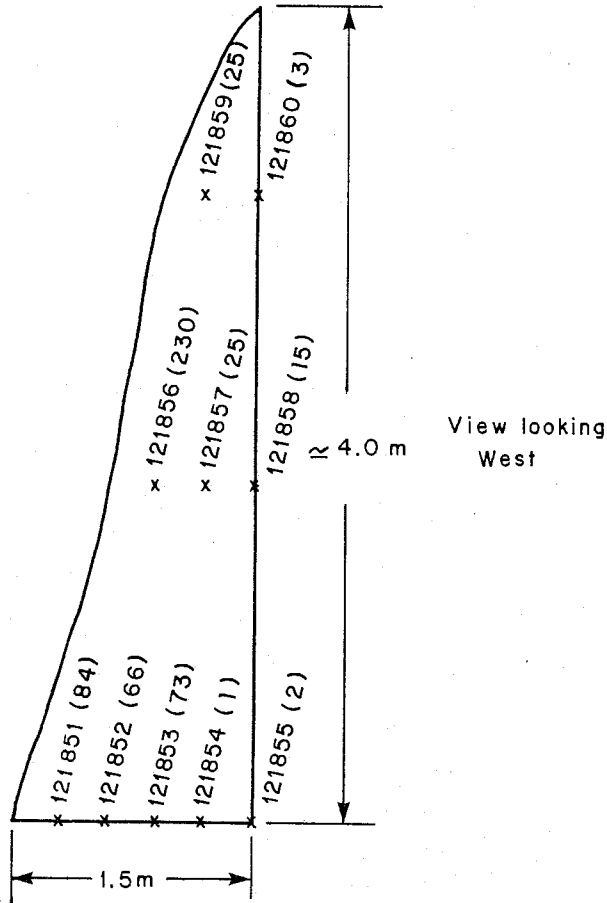 121859 (25)
121860 (3)
121856 (230)
121857 (25)
121858 (15)
≃ 4.0 m
View looking
West
121851 (84)
121852 (66)
121853 (73)
121854 (1)
121855 (2)
1.5m